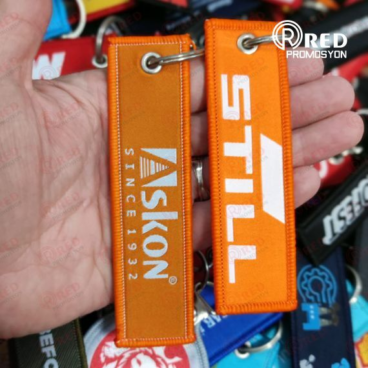 RED
PROMOSYON
ASKON®
SINCE 1932
STILL